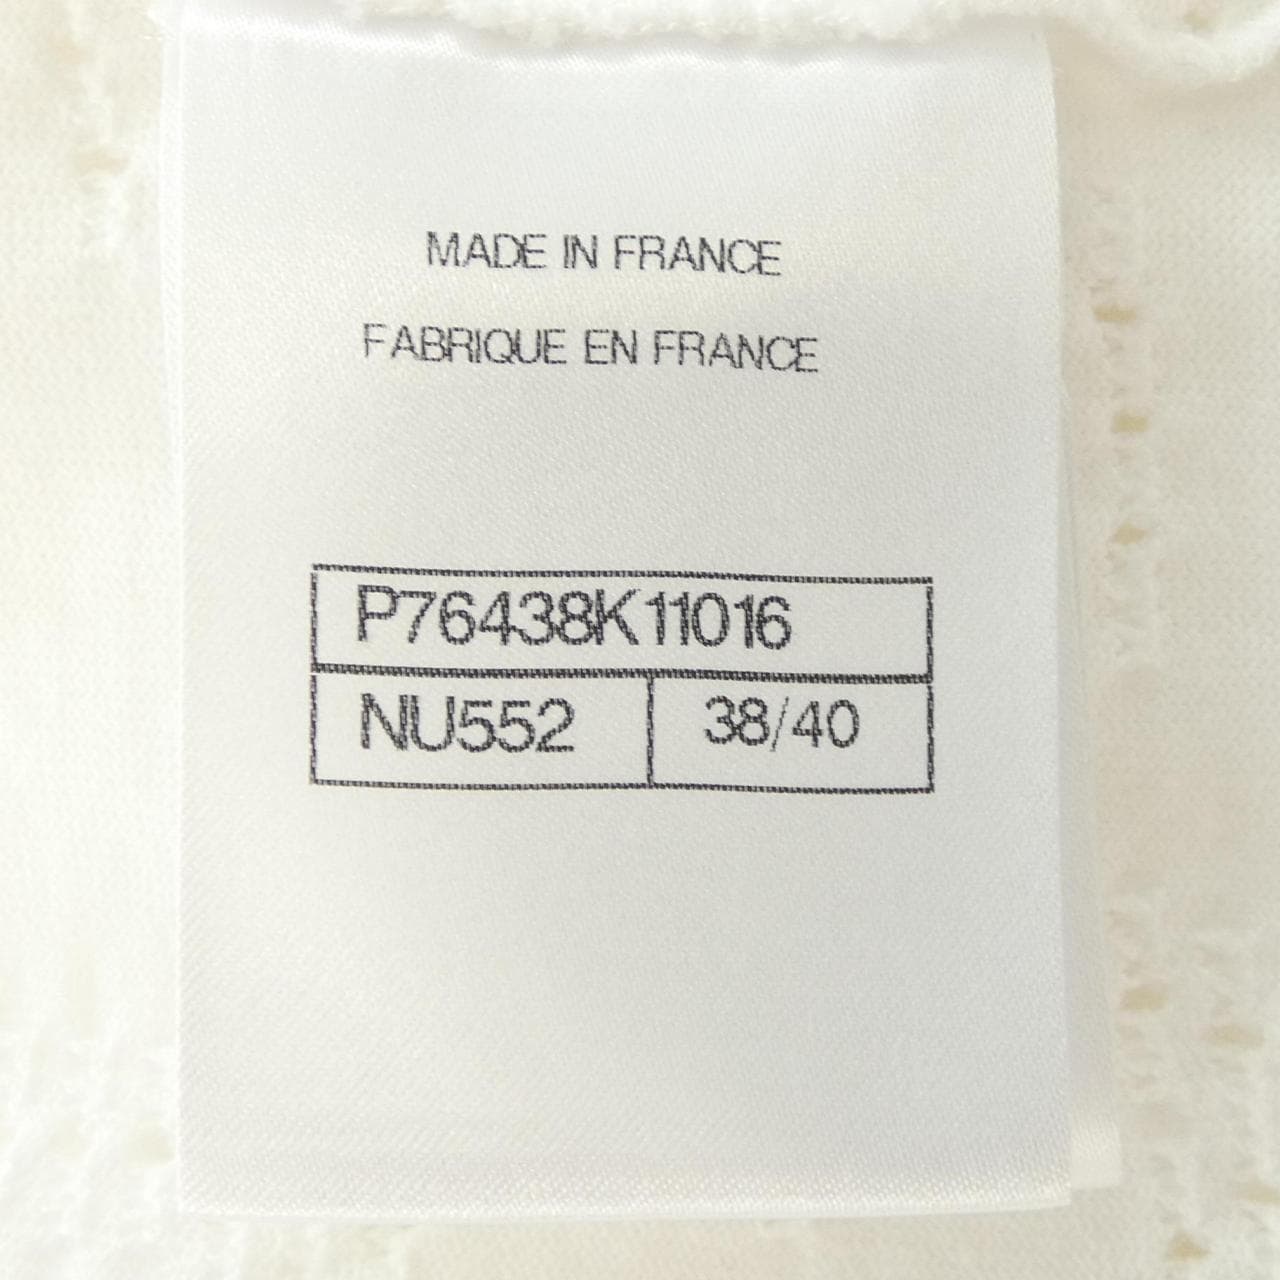 MADE IN FRANCE
FABRIQUE EN FRANCE
P76438K11016
NU552 38/40